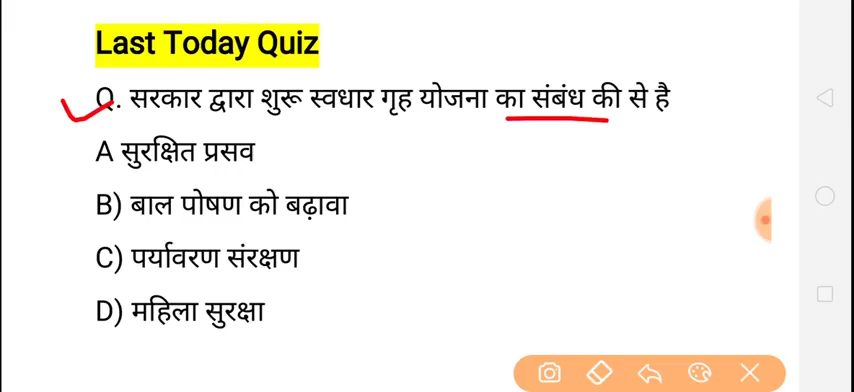 Last Today Quiz
Q. सरकार द्वारा शुरू स्वधार गृह योजना का संबंध की से है
A सुरक्षित प्रसव
B) बाल पोषण को बढ़ावा
C) पर्यावरण संरक्षण
D) महिला सुरक्षा